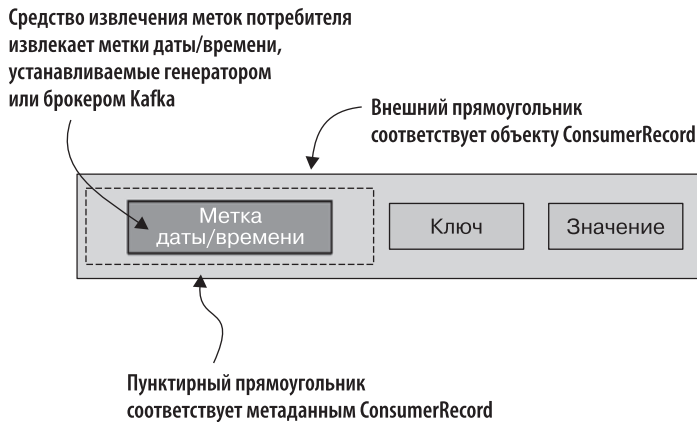 Средство извлечения меток потребителя
извлекает метки даты/времени,
устанавливаемые генератором
или брокером Kafka
Внешний прямоугольник
соответствует объекту ConsumerRecord
Метка
даты/времени
Ключ
Значение
Пунктирный прямоугольник
соответствует метаданным ConsumerRecord